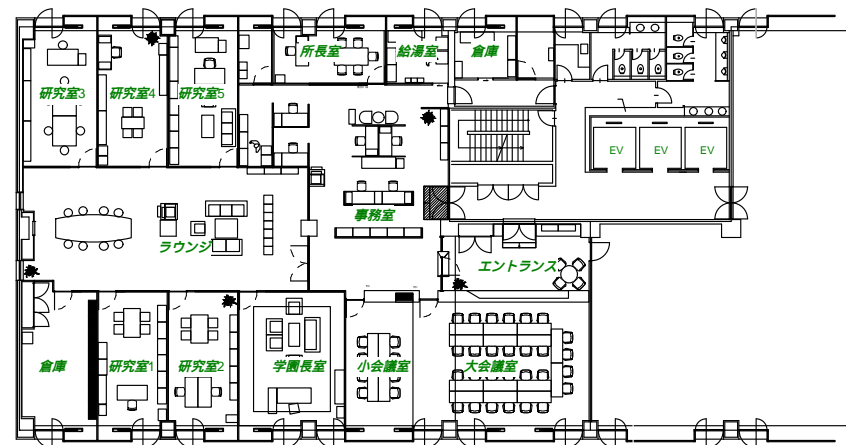 所長室
給湯室
倉庫
研究室3
研究室4
研究室5
EV
EV
EV
事務室
ラウンジ
エントランス
倉庫
研究室1
研究室2
学園長室
小会議室
大会議室